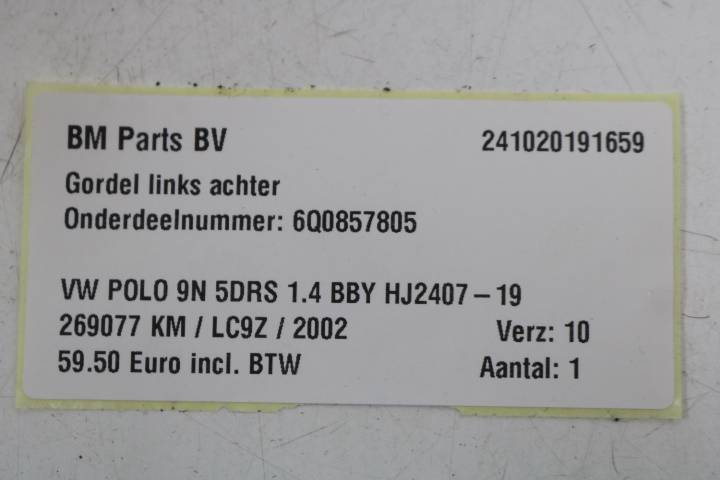 BM Parts BV 241020191659
Gordel links achter
Onderdeelnummer: 6Q0857805
VW POLO 9N 5DRS 1.4 BBY HJ2407 – 19
269077 KM / LC9Z / 2002 Verz: 10
59.50 Euro incl. BTW Aantal: 1